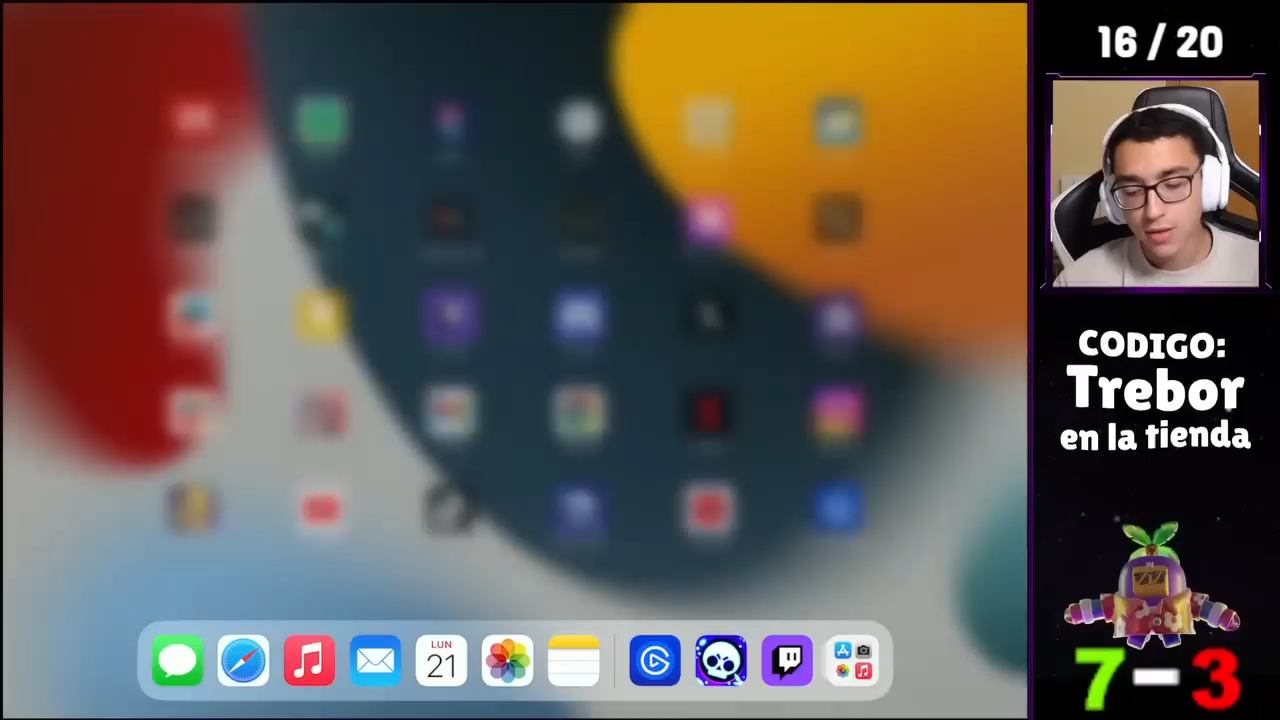 16 / 20
CODIGO:
Trebor
en la tienda
LUN
21
7 - 3